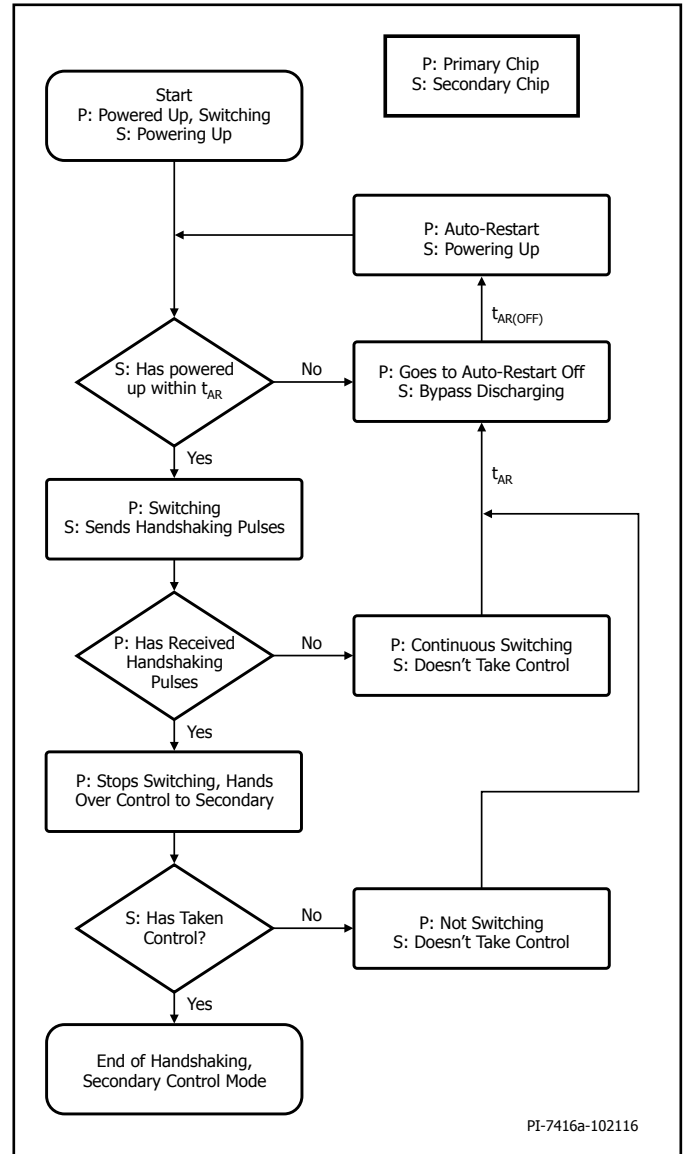 P: Primary Chip
S: Secondary Chip
Start
P: Powered Up, Switching
S: Powering Up
P: Auto-Restart
S: Powering Up
tAR(OFF)
S: Has powered
up within tAR
No
P: Goes to Auto-Restart Off
S: Bypass Discharging
Yes
tAR
P: Switching
S: Sends Handshaking Pulses
P: Has Received
Handshaking
Pulses
No
P: Continuous Switching
S: Doesn't Take Control
Yes
P: Stops Switching, Hands
Over Control to Secondary
S: Has Taken
Control?
No
P: Not Switching
S: Doesn't Take Control
Yes
End of Handshaking,
Secondary Control Mode
PI-7416a-102116